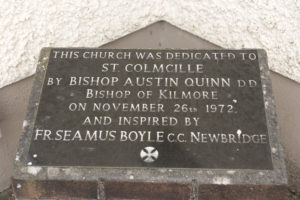 THIS CHURCH WAS DEDICATED TO
ST. COLMCILLE
BY BISHOP AUSTIN QUINN D.D.
BISHOP OF KILMORE
ON NOVEMBER 26TH 1972.
AND INSPIRED BY
FR. SEAMUS BOYLE C.C. NEWBRIDGE